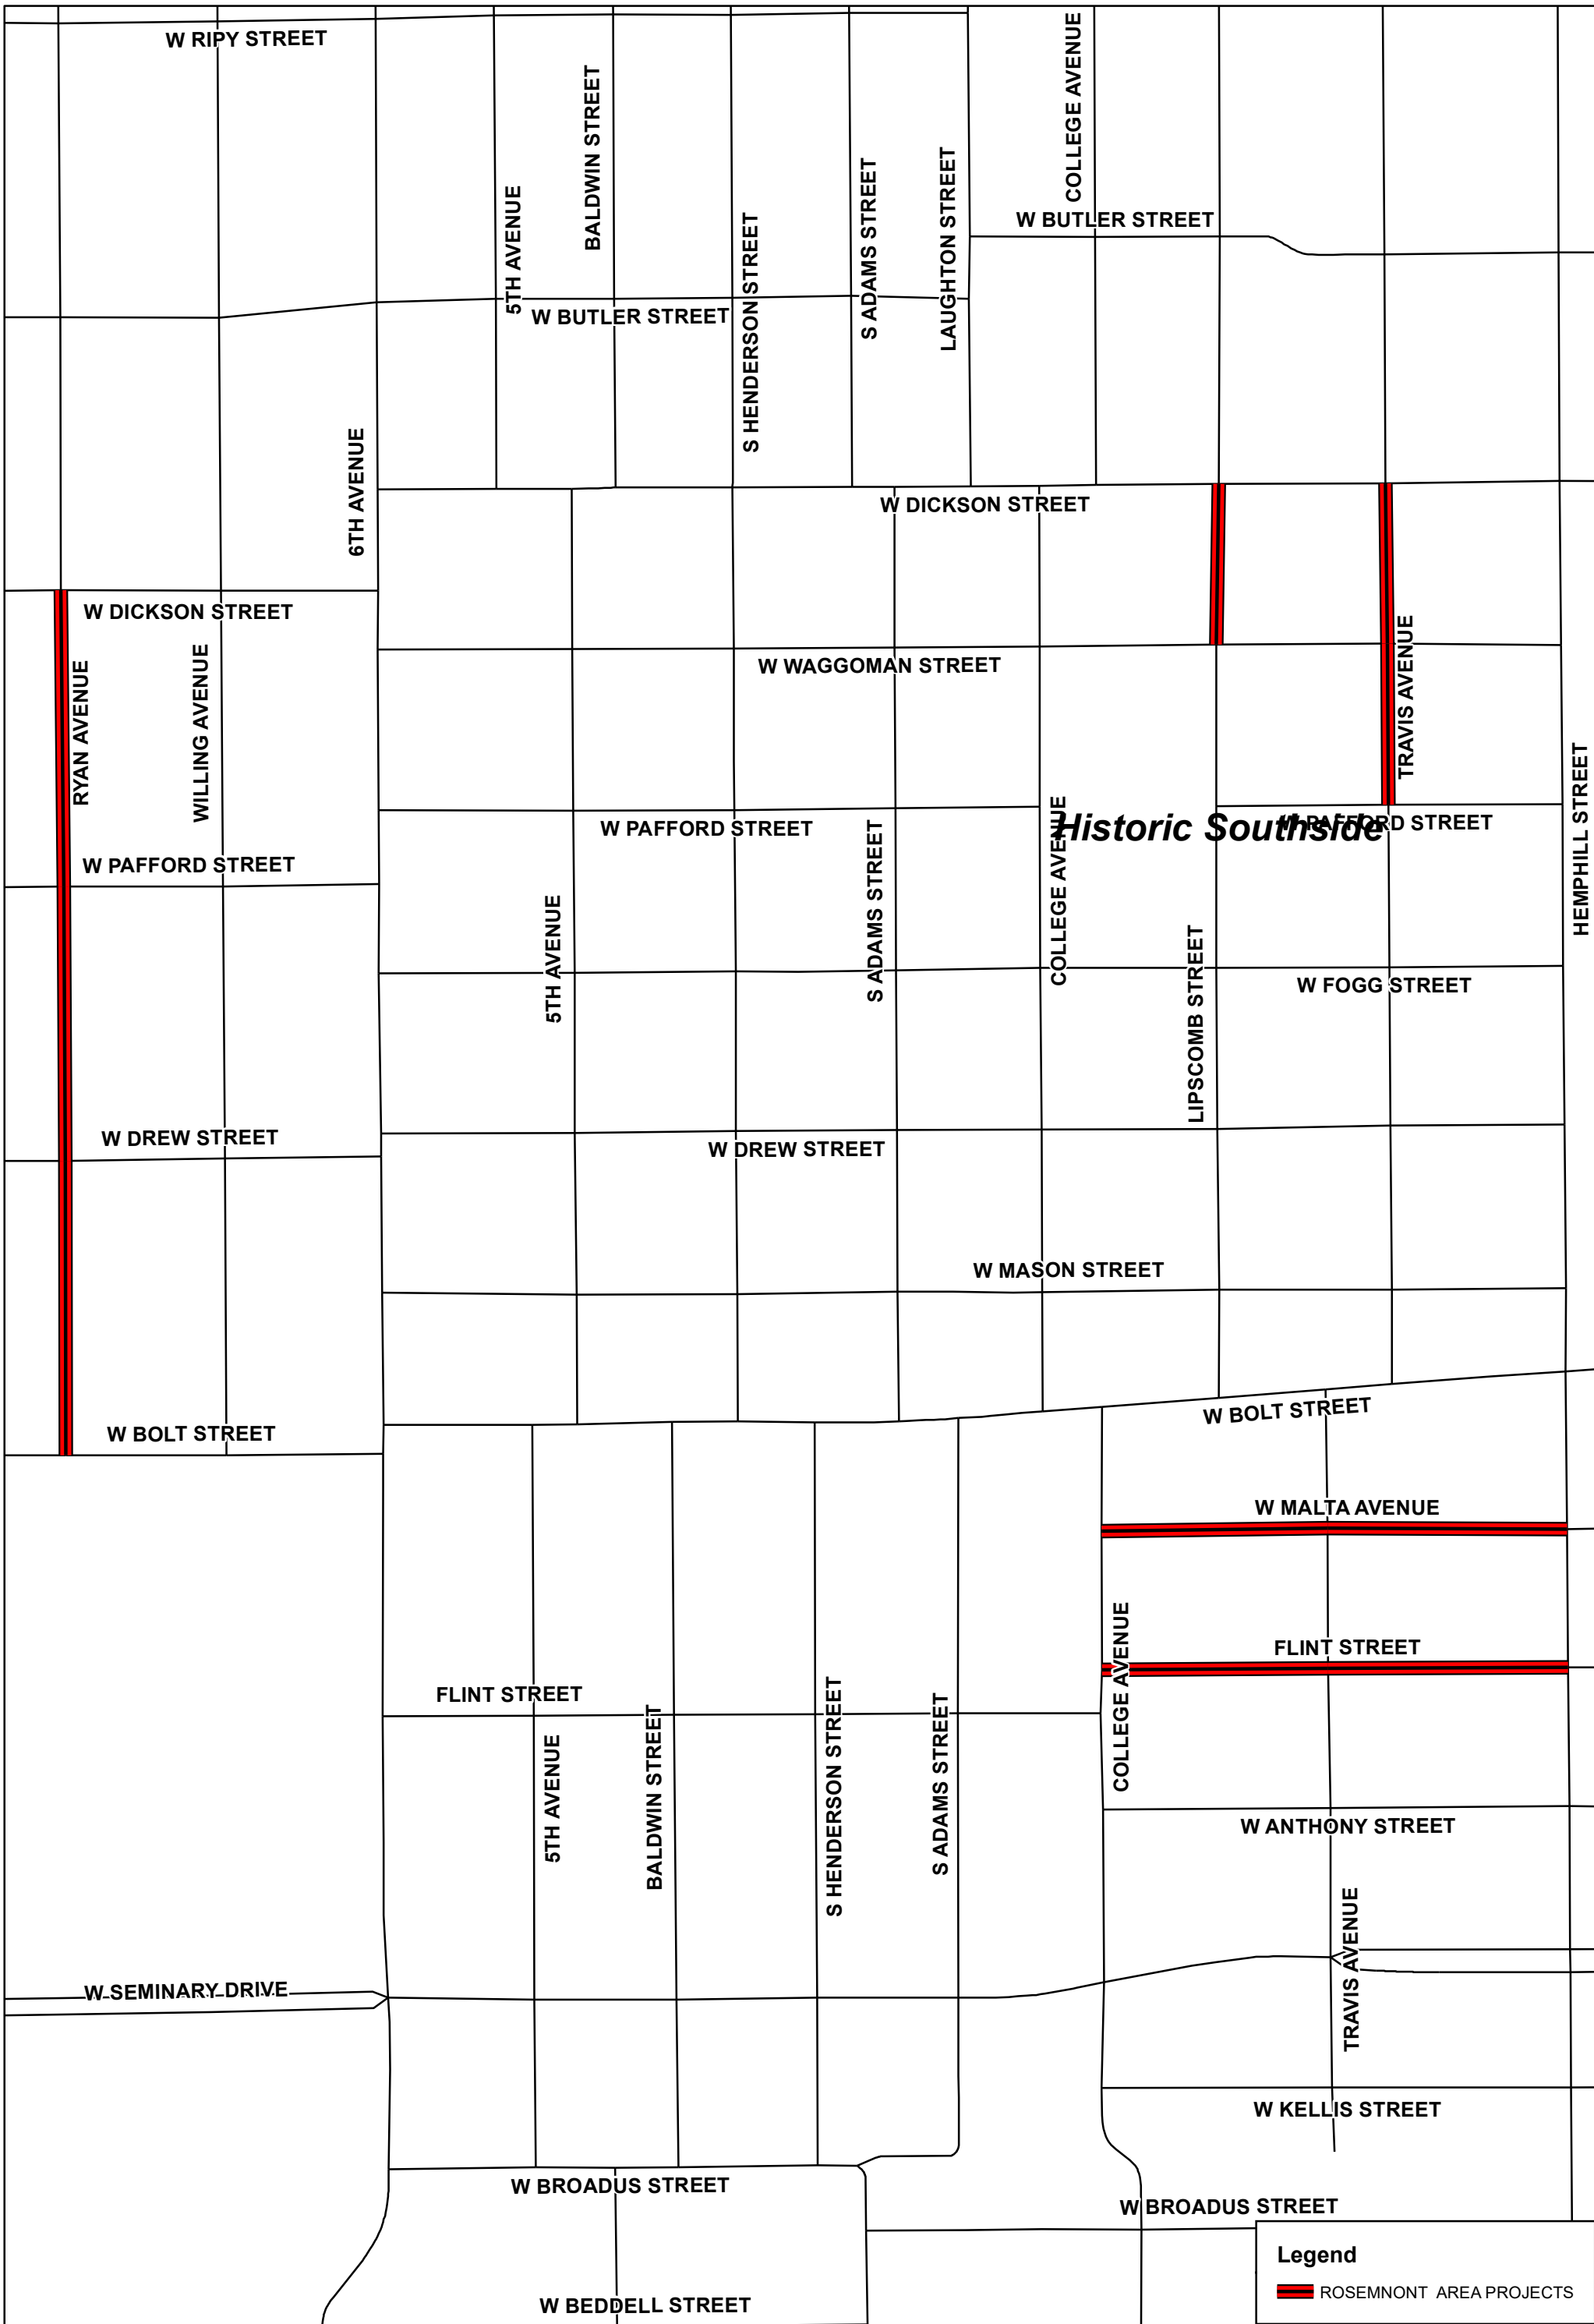 W RIPY STREET
COLLEGE AVENUE
BALDWIN STREET
5TH AVENUE
S HENDERSON STREET
S ADAMS STREET
LAUGHTON STREET
W BUTLER STREET
W BUTLER STREET
6TH AVENUE
W DICKSON STREET
W DICKSON STREET
RYAN AVENUE
WILLING AVENUE
W WAGGOMAN STREET
TRAVIS AVENUE
HEMPHILL STREET
W PAFFORD STREET
W PAFFORD STREET
W PAFFORD STREET
Historic Southside
5TH AVENUE
S ADAMS STREET
COLLEGE AVENUE
LIPSCOMB STREET
W FOGG STREET
W DREW STREET
W DREW STREET
W MASON STREET
W BOLT STREET
W BOLT STREET
W MALTA AVENUE
FLINT STREET
FLINT STREET
COLLEGE AVENUE
5TH AVENUE
BALDWIN STREET
S HENDERSON STREET
S ADAMS STREET
W ANTHONY STREET
TRAVIS AVENUE
W SEMINARY DRIVE
W KELLIS STREET
W BROADUS STREET
W BROADUS STREET
W BEDDELL STREET
Legend
ROSEMNONT AREA PROJECTS